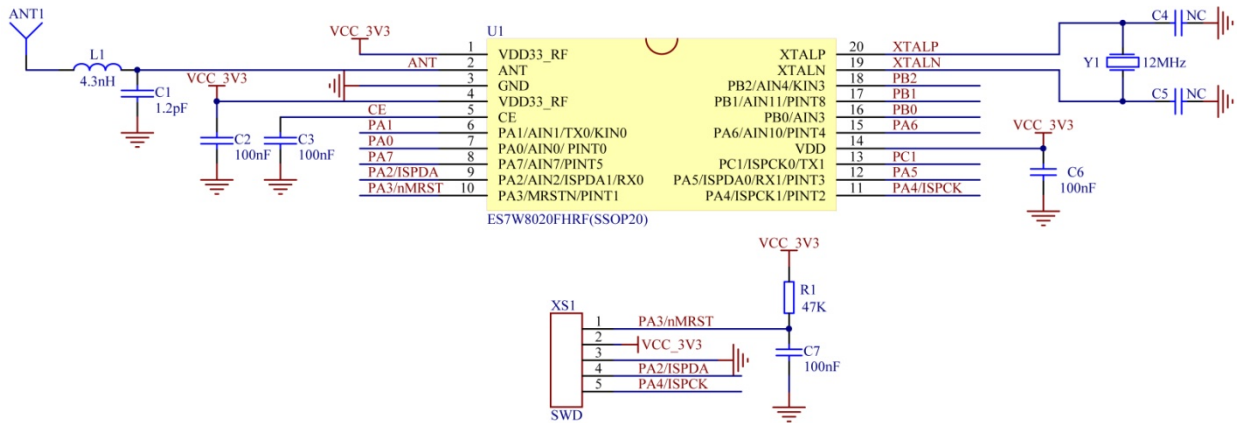 ANT1
L1
4.3nH
C1
1.2pF
VCC_3V3
C2
100nF
C3
100nF
VCC_3V3
U1
1 VDD33_RF
ANT 2 ANT
3 GND
4 VDD33_RF
CE 5 CE
PA1 6 PA1/AIN1/TX0/KIN0
PA0 7 PA0/AIN0/ PINT0
PA7 8 PA7/AIN7/PINT5
PA2/ISPDA 9 PA2/AIN2/ISPDA1/RX0
PA3/nMRST 10 PA3/MRSTN/PINT1
XTALP 20 XTALP
XTALN 19 XTALN
PB2/AIN4/KIN3 18 PB2
PB1/AIN11/PINT8 17 PB1
PB0/AIN3 16 PB0
PA6/AIN10/PINT4 15 PA6
VDD 14
PC1/ISPCK0/TX1 13 PC1
PA5/ISPDA0/RX1/PINT3 12 PA5
PA4/ISPCK1/PINT2 11 PA4/ISPCK
ES7W8020FHRF(SSOP20)
C4 NC
Y1 12MHz
C5 NC
VCC_3V3
C6
100nF
VCC_3V3
R1
47K
C7
100nF
XS1
1 PA3/nMRST
2 VCC_3V3
3
4 PA2/ISPDA
5 PA4/ISPCK
SWD